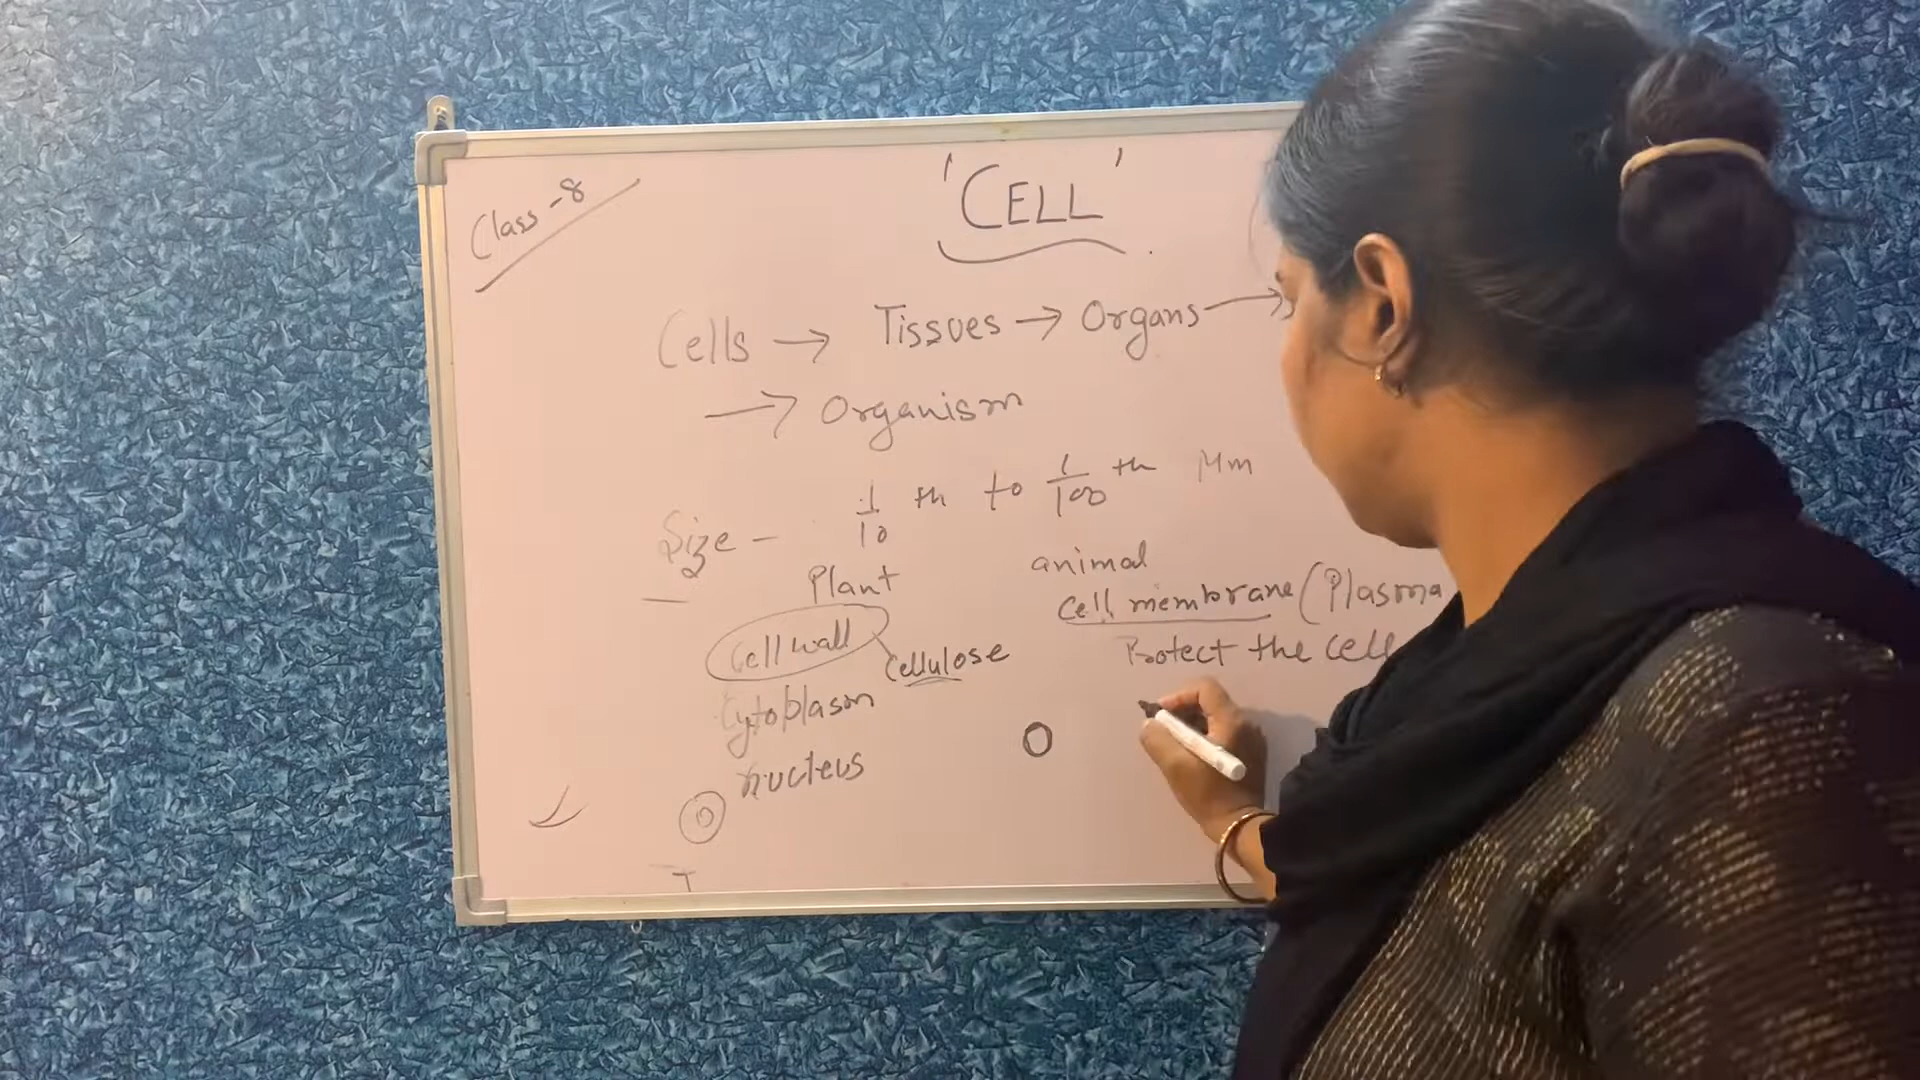 Class-8
'CELL'
Cells → Tissues → Organs →
→ Organism
Size - 1/10 th to 1/100 th Mm
Plant
animal
Cell wall
Cellulose
Cell membrane (Plasma
Protect the cell
Cytoplasm
nucleus